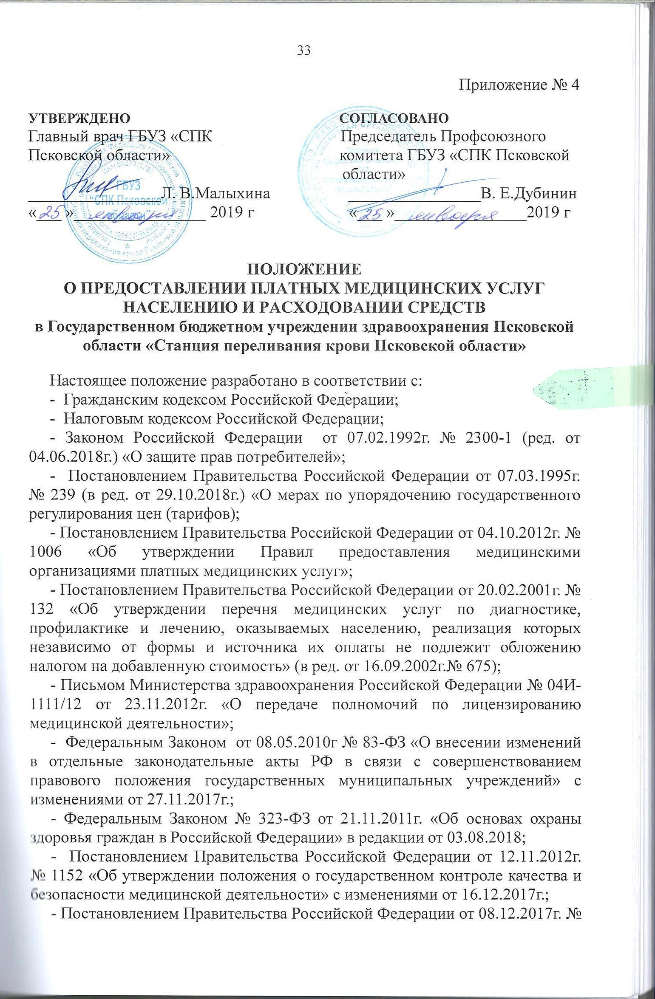 33
Приложение № 4
УТВЕРЖДЕНО
Главный врач ГБУЗ «СПК
Псковской области»
Л. В.Малыхина
«25» января 2019 г
СОГЛАСОВАНО
Председатель Профсоюзного
комитета ГБУЗ «СПК Псковской
области»
В. Е.Дубинин
«25» января 2019 г
ГБУЗ
"СПК Псковской
области"
ПОЛОЖЕНИЕ
О ПРЕДОСТАВЛЕНИИ ПЛАТНЫХ МЕДИЦИНСКИХ УСЛУГ
НАСЕЛЕНИЮ И РАСХОДОВАНИИ СРЕДСТВ
в Государственном бюджетном учреждении здравоохранения Псковской
области «Станция переливания крови Псковской области»
Настоящее положение разработано в соответствии с:
- Гражданским кодексом Российской Федерации;
- Налоговым кодексом Российской Федерации;
- Законом Российской Федерации от 07.02.1992г. № 2300-1 (ред. от
04.06.2018г.) «О защите прав потребителей»;
- Постановлением Правительства Российской Федерации от 07.03.1995г.
№ 239 (в ред. от 29.10.2018г.) «О мерах по упорядочению государственного
регулирования цен (тарифов);
- Постановлением Правительства Российской Федерации от 04.10.2012г. №
1006 «Об утверждении Правил предоставления медицинскими
организациями платных медицинских услуг»;
- Постановлением Правительства Российской Федерации от 20.02.2001г. №
132 «Об утверждении перечня медицинских услуг по диагностике,
профилактике и лечению, оказываемых населению, реализация которых
независимо от формы и источника их оплаты не подлежит обложению
налогом на добавленную стоимость» (в ред. от 16.09.2002г.№ 675);
- Письмом Министерства здравоохранения Российской Федерации № 04И-
1111/12 от 23.11.2012г. «О передаче полномочий по лицензированию
медицинской деятельности»;
- Федеральным Законом от 08.05.2010г № 83-ФЗ «О внесении изменений
в отдельные законодательные акты РФ в связи с совершенствованием
правового положения государственных муниципальных учреждений» с
изменениями от 27.11.2017г.;
- Федеральным Законом № 323-ФЗ от 21.11.2011г. «Об основах охраны
здоровья граждан в Российской Федерации» в редакции от 03.08.2018;
- Постановлением Правительства Российской Федерации от 12.11.2012г.
№ 1152 «Об утверждении положения о государственном контроле качества и
безопасности медицинской деятельности» с изменениями от 16.12.2017г.;
- Постановлением Правительства Российской Федерации от 08.12.2017г. №